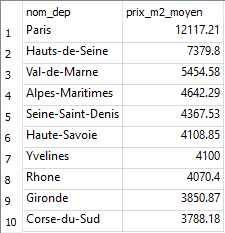 nom_dep prix_m2_moyen
1 Paris 12117.21
2 Hauts-de-Seine 7379.8
3 Val-de-Marne 5454.58
4 Alpes-Maritimes 4642.29
5 Seine-Saint-Denis 4367.53
6 Haute-Savoie 4108.85
7 Yvelines 4100
8 Rhone 4070.4
9 Gironde 3850.87
10 Corse-du-Sud 3788.18